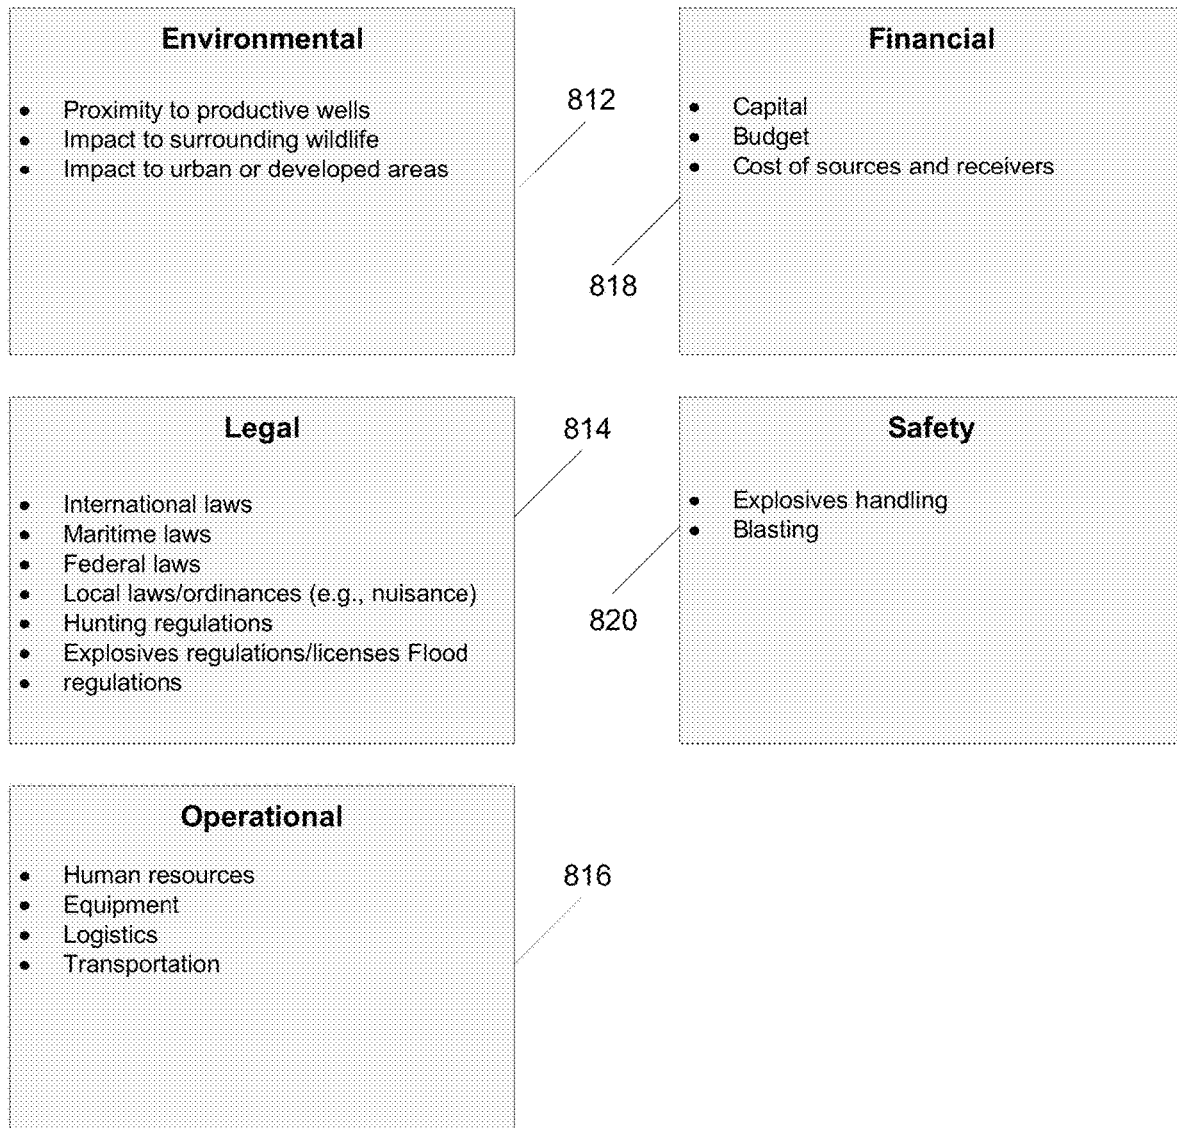 Environmental
• Proximity to productive wells
• Impact to surrounding wildlife
• Impact to urban or developed areas
812
Financial
• Capital
• Budget
• Cost of sources and receivers
818
Legal
• International laws
• Maritime laws
• Federal laws
• Local laws/ordinances (e.g., nuisance)
• Hunting regulations
• Explosives regulations/licenses Flood
• regulations
814
Safety
• Explosives handling
• Blasting
820
Operational
• Human resources
• Equipment
• Logistics
• Transportation
816